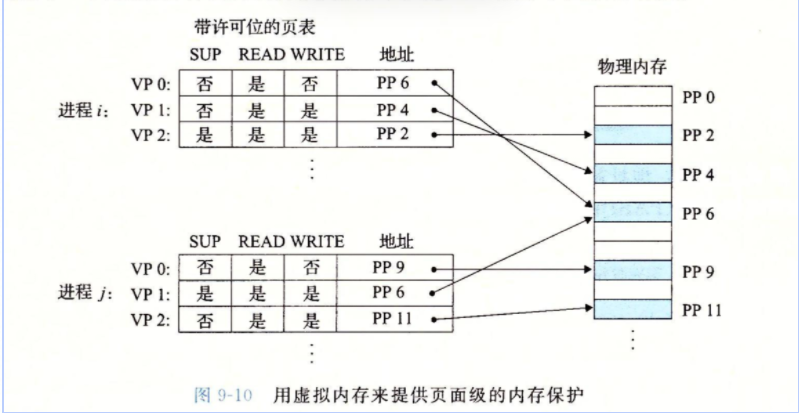 带许可位的页表
SUP READ WRITE 地址
物理内存
VP 0: 否 是 否 PP 6
PP 0
进程 i: VP 1: 否 是 是 PP 4
VP 2: 是 是 是 PP 2
PP 2
⋮
PP 4
PP 6
SUP READ WRITE 地址
VP 0: 否 是 否 PP 9
PP 9
进程 j: VP 1: 是 是 是 PP 6
VP 2: 否 是 是 PP 11
PP 11
⋮
⋮
图 9-10 用虚拟内存来提供页面级的内存保护